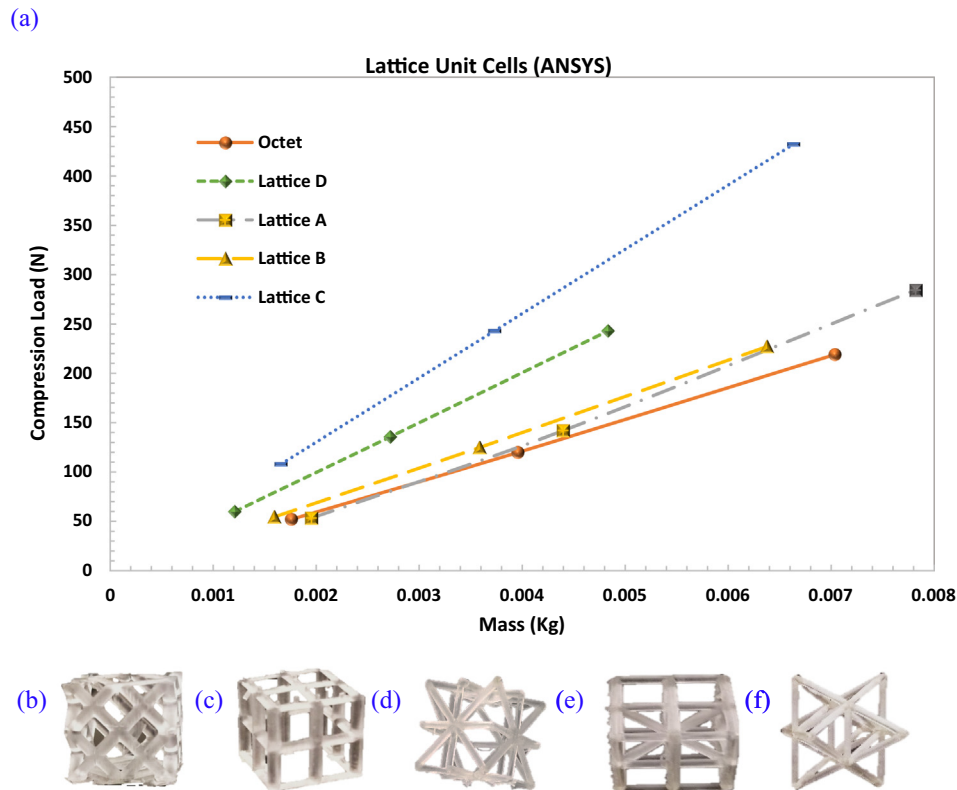 (a)
Lattice Unit Cells (ANSYS)
500
450
400
350
300
250
200
150
100
50
0
Compression Load (N)
Octet
Lattice D
Lattice A
Lattice B
Lattice C
0 0.001 0.002 0.003 0.004 0.005 0.006 0.007 0.008
Mass (Kg)
(b) (c) (d) (e) (f)